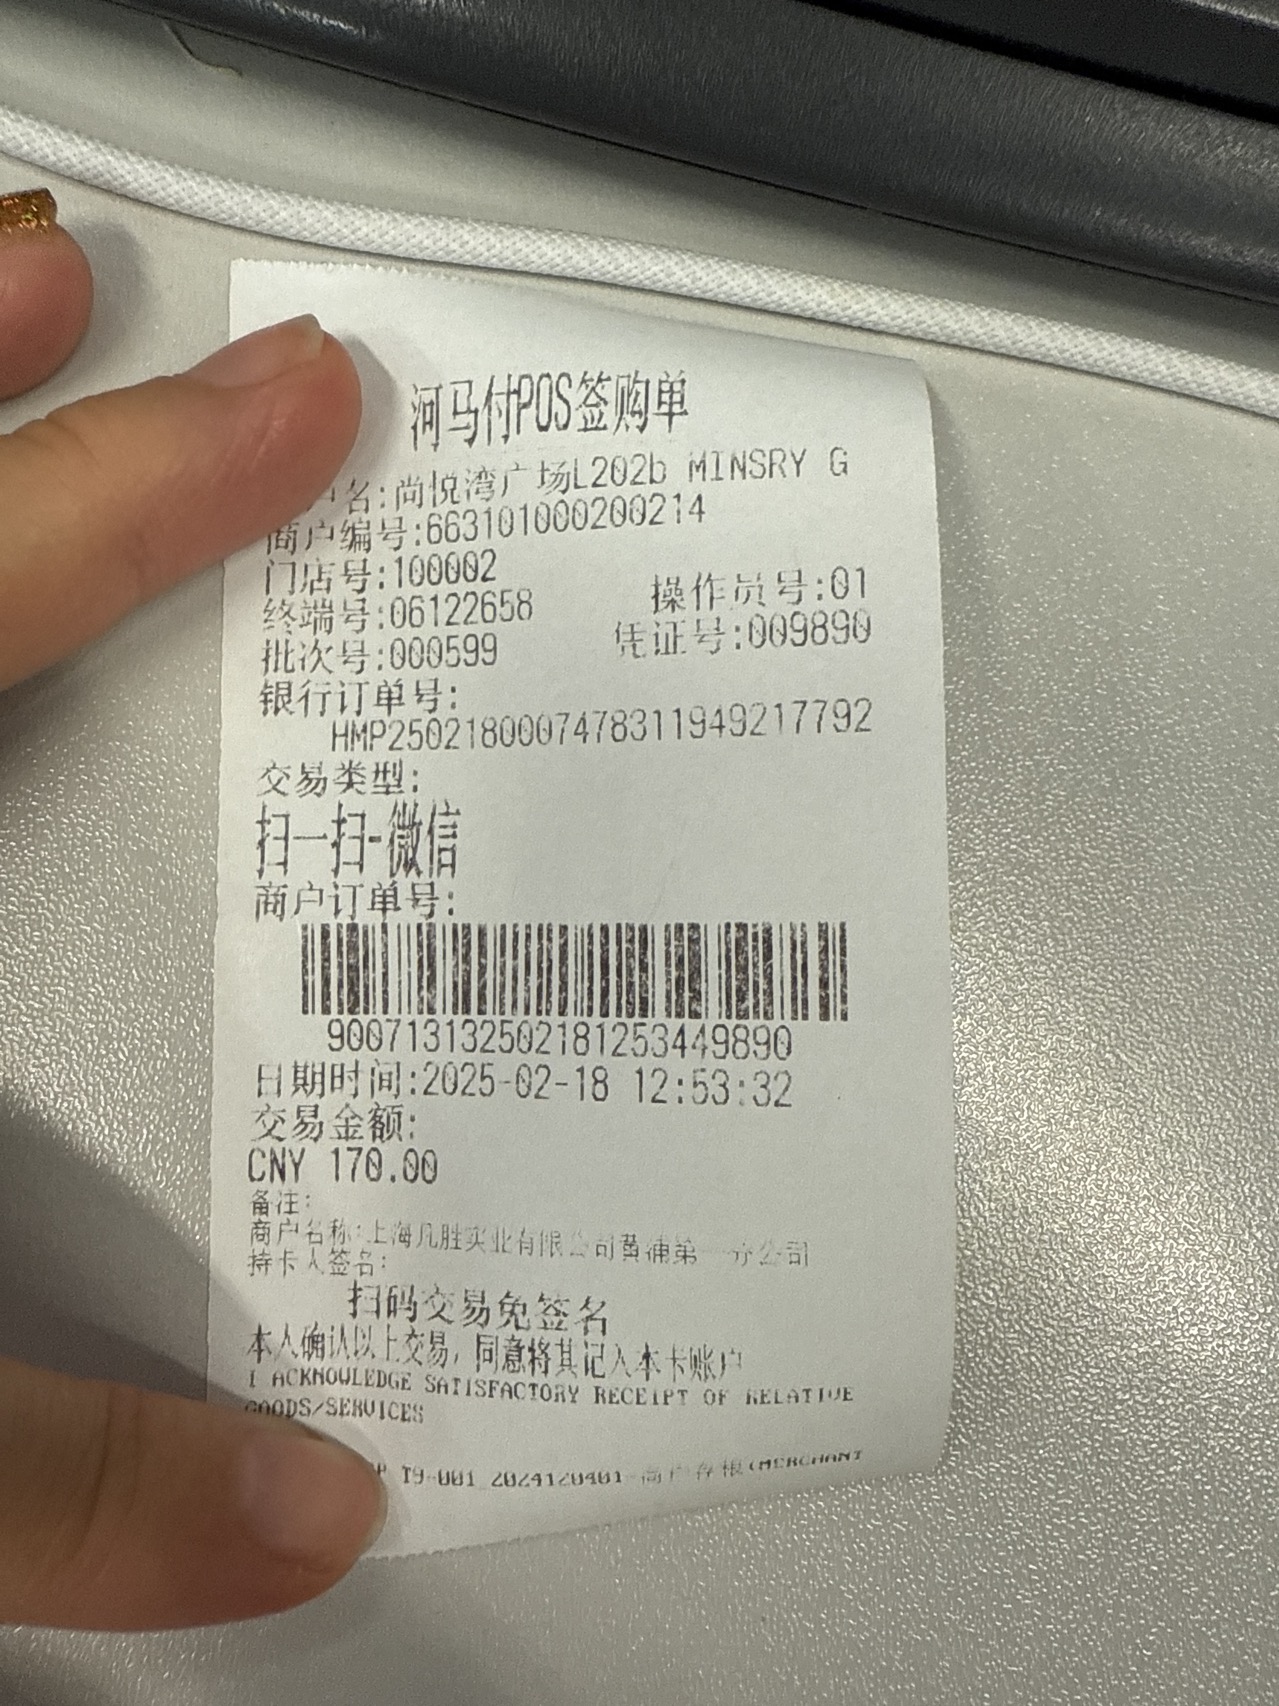 河马付POS签购单
户名:尚悦湾广场L202b MINSRY G
商户编号:663101000200214
门店号:100002
终端号:06122658 操作员号:01
批次号:000599 凭证号:009890
银行订单号:
HMP2502180007478311949217792
交易类型:
扫一扫-微信
商户订单号:
9007131325021812534498​90
日期时间:2025-02-18 12:53:32
交易金额:
CNY 170.00
备注:
商户名称:上海凡胜实业有限公司黄浦第 分公司
持卡人签名:
扫码交易免签名
本人确认以上交易，同意将其记入本卡账户
I ACKNOWLEDGE SATISFACTORY RECEIPT OF RELATIVE
GOODS/SERVICES
T9-001 2024120401-商户存根(MERCHANT